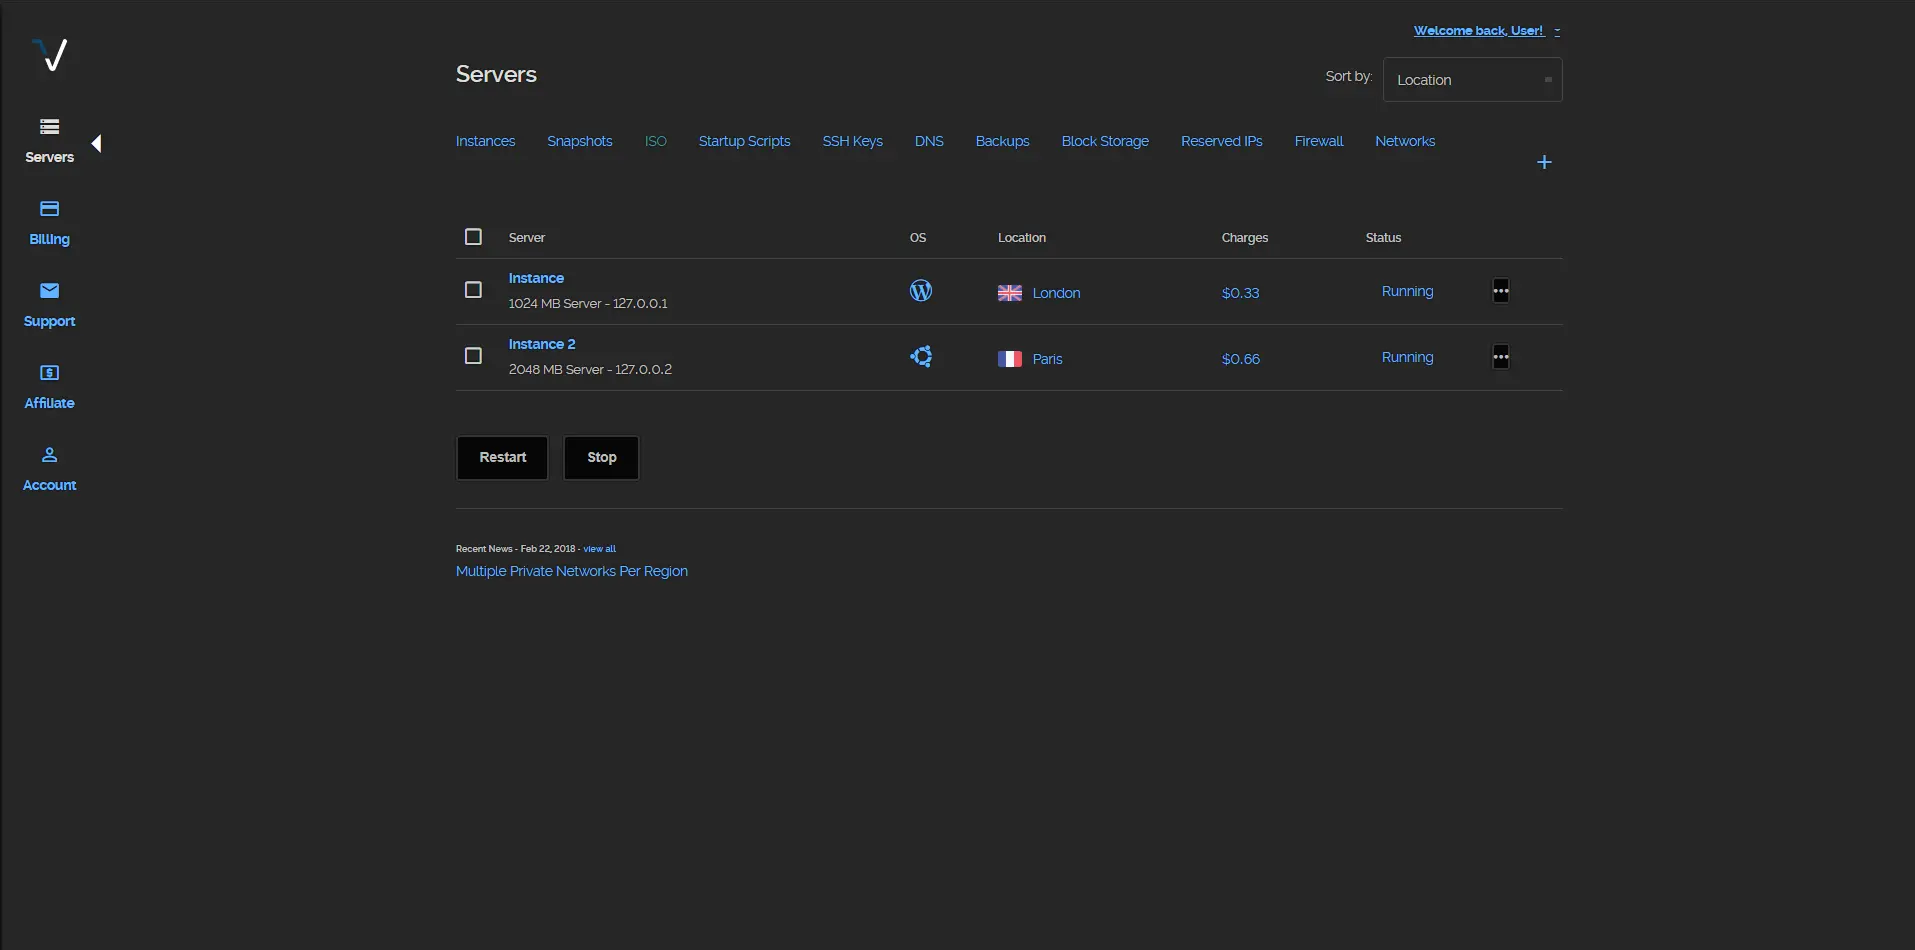 Welcome back, User!
Servers
Sort by: Location
Instances Snapshots ISO Startup Scripts SSH Keys DNS Backups Block Storage Reserved IPs Firewall Networks
+
Servers
Billing
Support
Affiliate
Account
Server OS Location Charges Status
Instance
1024 MB Server - 127.0.0.1
London $0.33 Running
Instance 2
2048 MB Server - 127.0.0.2
Paris $0.66 Running
Restart Stop
Recent News - Feb 22, 2018 - view all
Multiple Private Networks Per Region